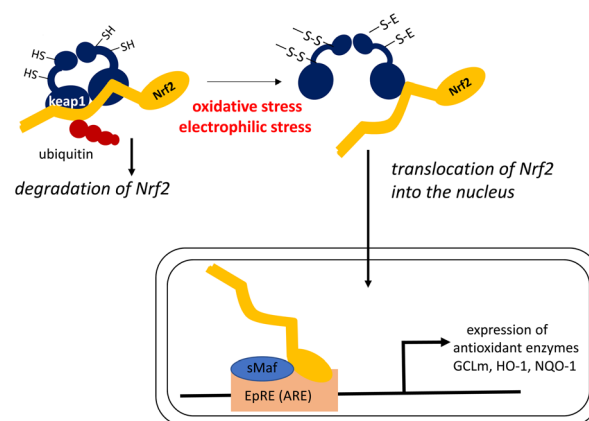 SH
HS
SH
HS
keap1
Nrf2
ubiquitin
degradation of Nrf2
oxidative stress
electrophilic stress
-S-S-
-S-S-
-S-E
-S-E
Nrf2
translocation of Nrf2
into the nucleus
sMaf
EpRE (ARE)
expression of
antioxidant enzymes
GCLm, HO-1, NQO-1